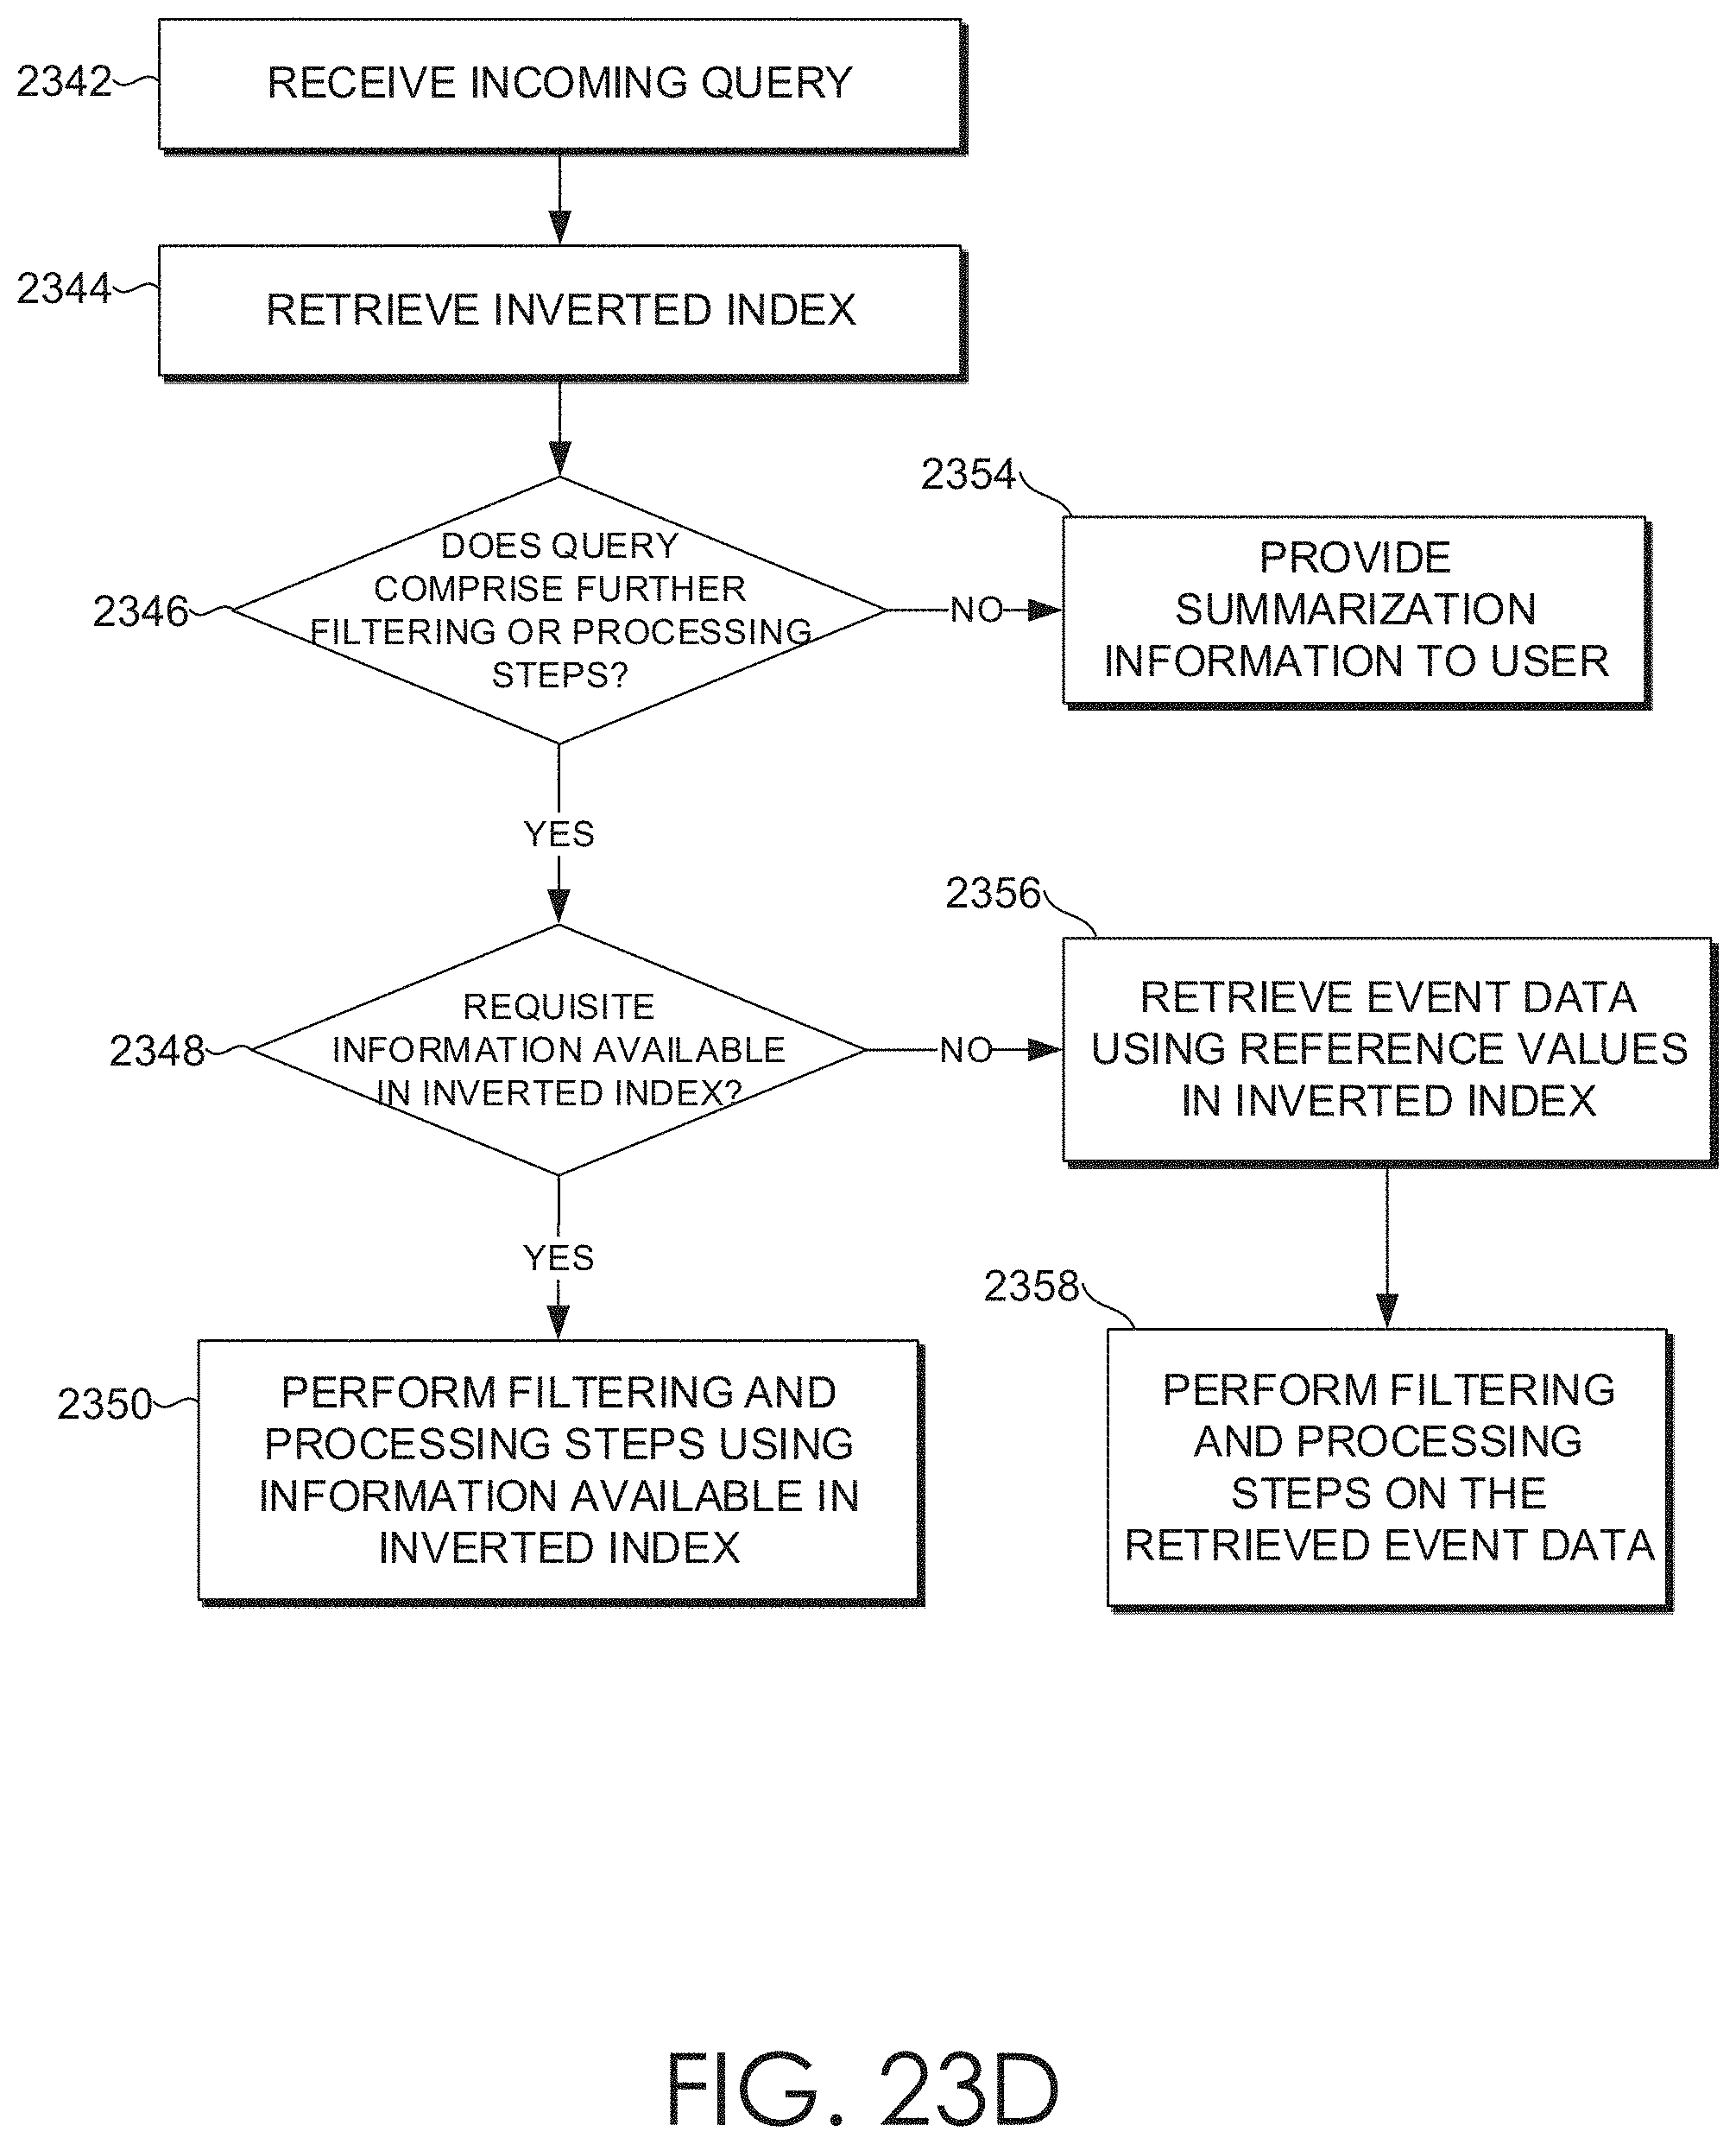 2342
RECEIVE INCOMING QUERY
2344
RETRIEVE INVERTED INDEX
2346
DOES QUERY
COMPRISE FURTHER
FILTERING OR PROCESSING
STEPS?
NO
2354
PROVIDE
SUMMARIZATION
INFORMATION TO USER
YES
2348
REQUISITE
INFORMATION AVAILABLE
IN INVERTED INDEX?
NO
2356
RETRIEVE EVENT DATA
USING REFERENCE VALUES
IN INVERTED INDEX
YES
2350
PERFORM FILTERING AND
PROCESSING STEPS USING
INFORMATION AVAILABLE IN
INVERTED INDEX
2358
PERFORM FILTERING
AND PROCESSING
STEPS ON THE
RETRIEVED EVENT DATA
FIG. 23D